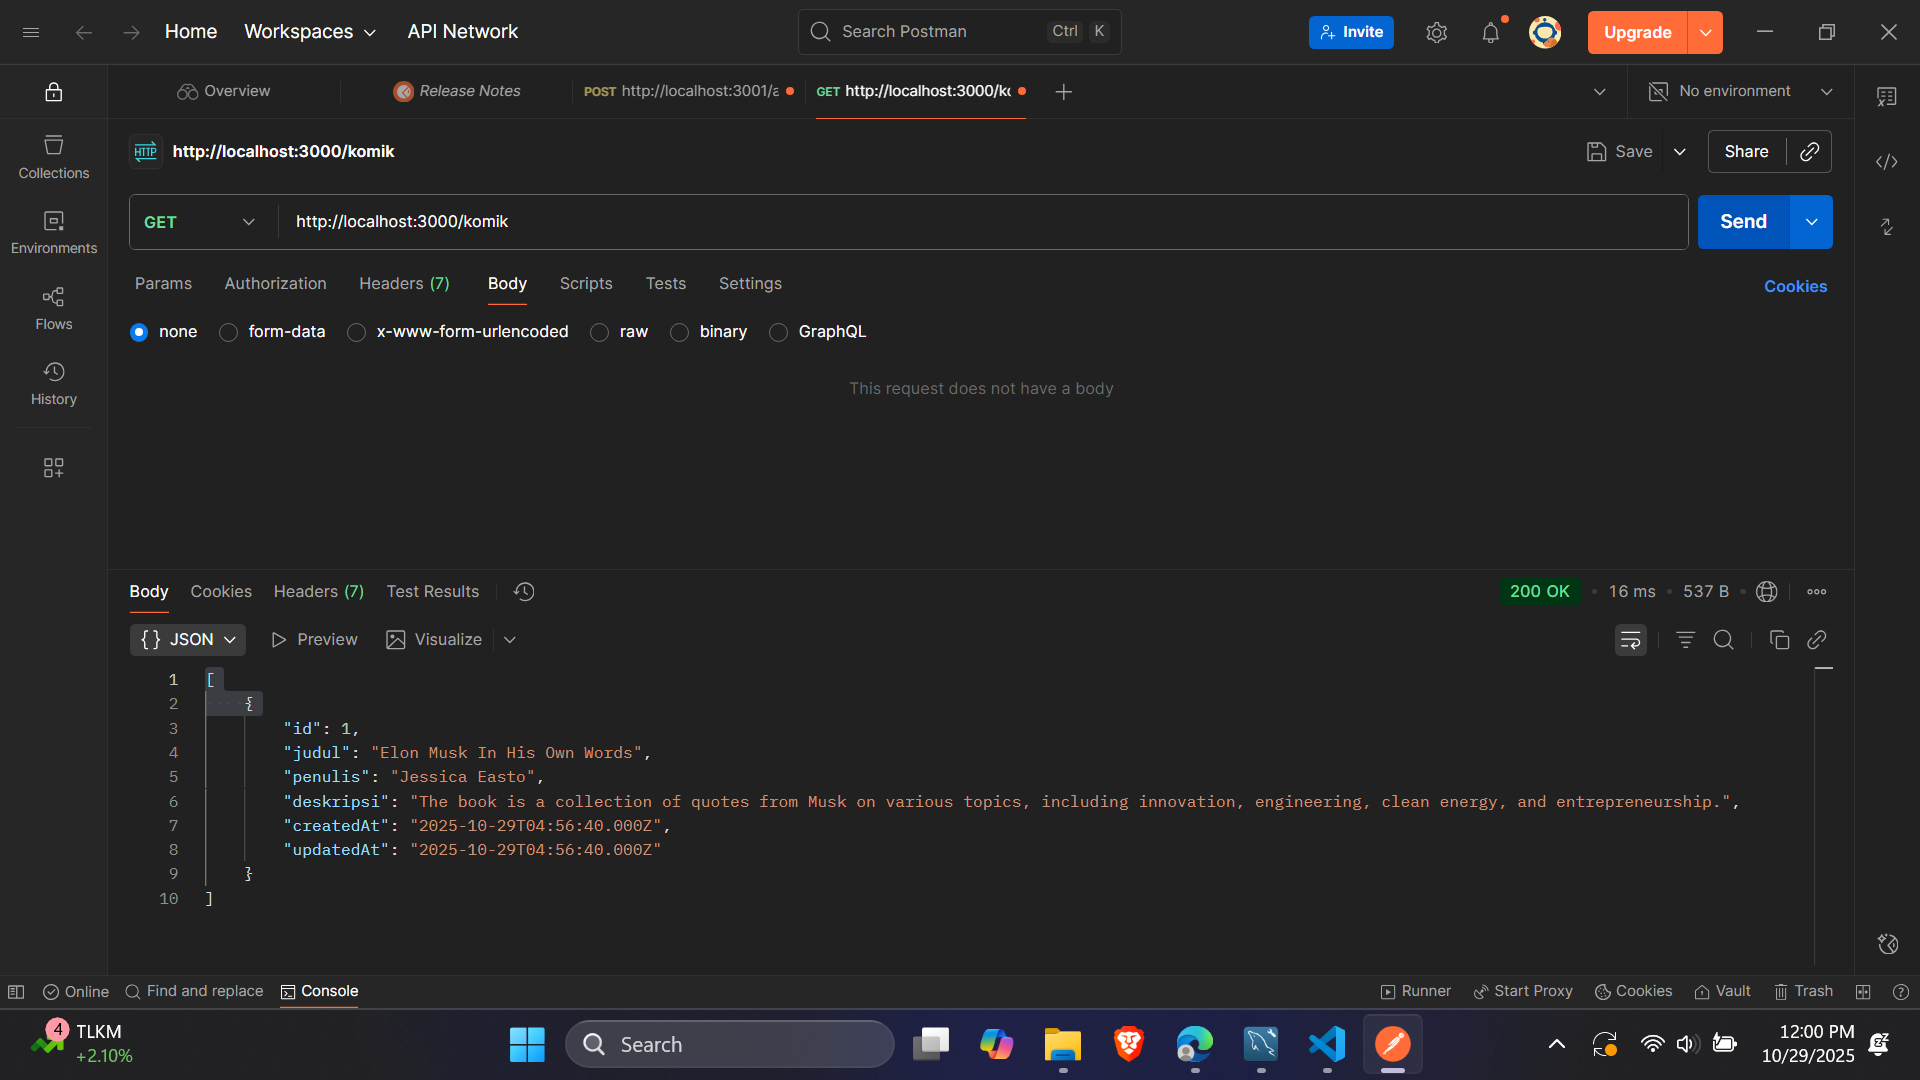 Home Workspaces API Network Search Postman Ctrl K Invite Upgrade
Overview Release Notes POST http://localhost:3001/a GET http://localhost:3000/ko No environment
HTTP http://localhost:3000/komik Save Share
GET http://localhost:3000/komik Send
Params Authorization Headers (7) Body Scripts Tests Settings Cookies
none form-data x-www-form-urlencoded raw binary GraphQL
This request does not have a body
Collections
Environments
Flows
History
Body Cookies Headers (7) Test Results 200 OK • 16 ms • 537 B
{} JSON Preview Visualize
1 [
2 {
3 "id": 1,
4 "judul": "Elon Musk In His Own Words",
5 "penulis": "Jessica Easto",
6 "deskripsi": "The book is a collection of quotes from Musk on various topics, including innovation, engineering, clean energy, and entrepreneurship.",
7 "createdAt": "2025-10-29T04:56:40.000Z",
8 "updatedAt": "2025-10-29T04:56:40.000Z"
9 }
10 ]
Online Find and replace Console Runner Start Proxy Cookies Vault Trash
4 TLKM
+2.10%
Search
12:00 PM
10/29/2025